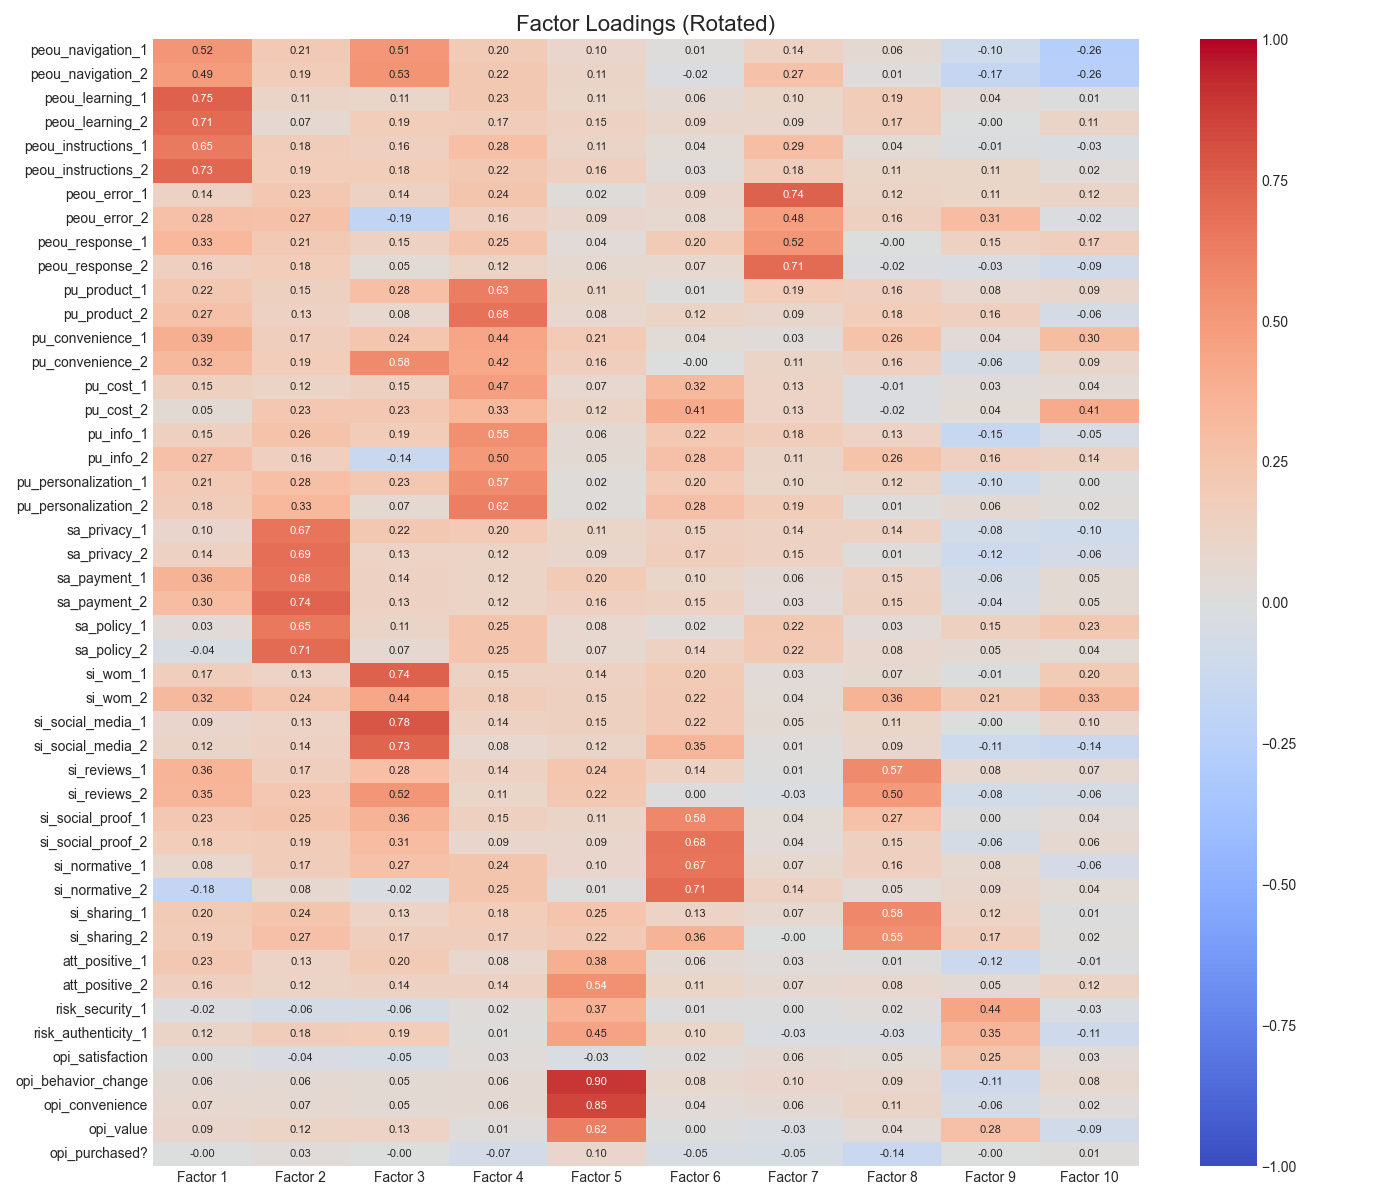 Factor Loadings (Rotated)
peou_navigation_1 0.52 0.21 0.51 0.20 0.10 0.01 0.14 0.06 -0.10 -0.26
peou_navigation_2 0.49 0.19 0.53 0.22 0.11 -0.02 0.27 0.01 -0.17 -0.26
peou_learning_1 0.75 0.11 0.11 0.23 0.11 0.06 0.10 0.19 0.04 0.01
peou_learning_2 0.71 0.07 0.19 0.17 0.15 0.09 0.09 0.17 -0.00 0.11
peou_instructions_1 0.65 0.18 0.16 0.28 0.11 0.04 0.29 0.04 -0.01 -0.03
peou_instructions_2 0.73 0.19 0.18 0.22 0.16 0.03 0.18 0.11 0.11 0.02
peou_error_1 0.14 0.23 0.14 0.24 0.02 0.09 0.74 0.12 0.11 0.12
peou_error_2 0.28 0.27 -0.19 0.16 0.09 0.08 0.48 0.16 0.31 -0.02
peou_response_1 0.33 0.21 0.15 0.25 0.04 0.20 0.52 -0.00 0.15 0.17
peou_response_2 0.16 0.18 0.05 0.12 0.06 0.07 0.71 -0.02 -0.03 -0.09
pu_product_1 0.22 0.15 0.28 0.63 0.11 0.01 0.19 0.16 0.08 0.09
pu_product_2 0.27 0.13 0.08 0.68 0.08 0.12 0.09 0.18 0.16 -0.06
pu_convenience_1 0.39 0.17 0.24 0.44 0.21 0.04 0.03 0.26 0.04 0.30
pu_convenience_2 0.32 0.19 0.58 0.42 0.16 -0.00 0.11 0.16 -0.06 0.09
pu_cost_1 0.15 0.12 0.15 0.47 0.07 0.32 0.13 -0.01 0.03 0.04
pu_cost_2 0.05 0.23 0.23 0.33 0.12 0.41 0.13 -0.02 0.04 0.41
pu_info_1 0.15 0.26 0.19 0.55 0.06 0.22 0.18 0.13 -0.15 -0.05
pu_info_2 0.27 0.16 -0.14 0.50 0.05 0.28 0.11 0.26 0.16 0.14
pu_personalization_1 0.21 0.28 0.23 0.57 0.02 0.20 0.10 0.12 -0.10 0.00
pu_personalization_2 0.18 0.33 0.07 0.62 0.02 0.28 0.19 0.01 0.06 0.02
sa_privacy_1 0.10 0.67 0.22 0.20 0.11 0.15 0.14 0.14 -0.08 -0.10
sa_privacy_2 0.14 0.69 0.13 0.12 0.09 0.17 0.15 0.01 -0.12 -0.06
sa_payment_1 0.36 0.68 0.14 0.12 0.20 0.10 0.06 0.15 -0.06 0.05
sa_payment_2 0.30 0.74 0.13 0.12 0.16 0.15 0.03 0.15 -0.04 0.05
sa_policy_1 0.03 0.65 0.11 0.25 0.08 0.02 0.22 0.03 0.15 0.23
sa_policy_2 -0.04 0.71 0.07 0.25 0.07 0.14 0.22 0.08 0.05 0.04
si_wom_1 0.17 0.13 0.74 0.15 0.14 0.20 0.03 0.07 -0.01 0.20
si_wom_2 0.32 0.24 0.44 0.18 0.15 0.22 0.04 0.36 0.21 0.33
si_social_media_1 0.09 0.13 0.78 0.14 0.15 0.22 0.05 0.11 -0.00 0.10
si_social_media_2 0.12 0.14 0.73 0.08 0.12 0.35 0.01 0.09 -0.11 -0.14
si_reviews_1 0.36 0.17 0.28 0.14 0.24 0.14 0.01 0.57 0.08 0.07
si_reviews_2 0.35 0.23 0.52 0.11 0.22 0.00 -0.03 0.50 -0.08 -0.06
si_social_proof_1 0.23 0.25 0.36 0.15 0.11 0.58 0.04 0.27 0.00 0.04
si_social_proof_2 0.18 0.19 0.31 0.09 0.09 0.68 0.04 0.15 -0.06 0.06
si_normative_1 0.08 0.17 0.27 0.24 0.10 0.67 0.07 0.16 0.08 -0.06
si_normative_2 -0.18 0.08 -0.02 0.25 0.01 0.71 0.14 0.05 0.09 0.04
si_sharing_1 0.20 0.24 0.13 0.18 0.25 0.13 0.07 0.58 0.12 0.01
si_sharing_2 0.19 0.27 0.17 0.17 0.22 0.36 -0.00 0.55 0.17 0.02
att_positive_1 0.23 0.13 0.20 0.08 0.38 0.06 0.03 0.01 -0.12 -0.01
att_positive_2 0.16 0.12 0.14 0.14 0.54 0.11 0.07 0.08 0.05 0.12
risk_security_1 -0.02 -0.06 -0.06 0.02 0.37 0.01 0.00 0.02 0.44 -0.03
risk_authenticity_1 0.12 0.18 0.19 0.01 0.45 0.10 -0.03 -0.03 0.35 -0.11
opi_satisfaction 0.00 -0.04 -0.05 0.03 -0.03 0.02 0.06 0.05 0.25 0.03
opi_behavior_change 0.06 0.06 0.05 0.06 0.90 0.08 0.10 0.09 -0.11 0.08
opi_convenience 0.07 0.07 0.05 0.06 0.85 0.04 0.06 0.11 -0.06 0.02
opi_value 0.09 0.12 0.13 0.01 0.62 0.00 -0.03 0.04 0.28 -0.09
opi_purchased? -0.00 0.03 -0.00 -0.07 0.10 -0.05 -0.05 -0.14 -0.00 0.01
Factor 1 Factor 2 Factor 3 Factor 4 Factor 5 Factor 6 Factor 7 Factor 8 Factor 9 Factor 10
1.00
0.75
0.50
0.25
0.00
−0.25
−0.50
−0.75
−1.00